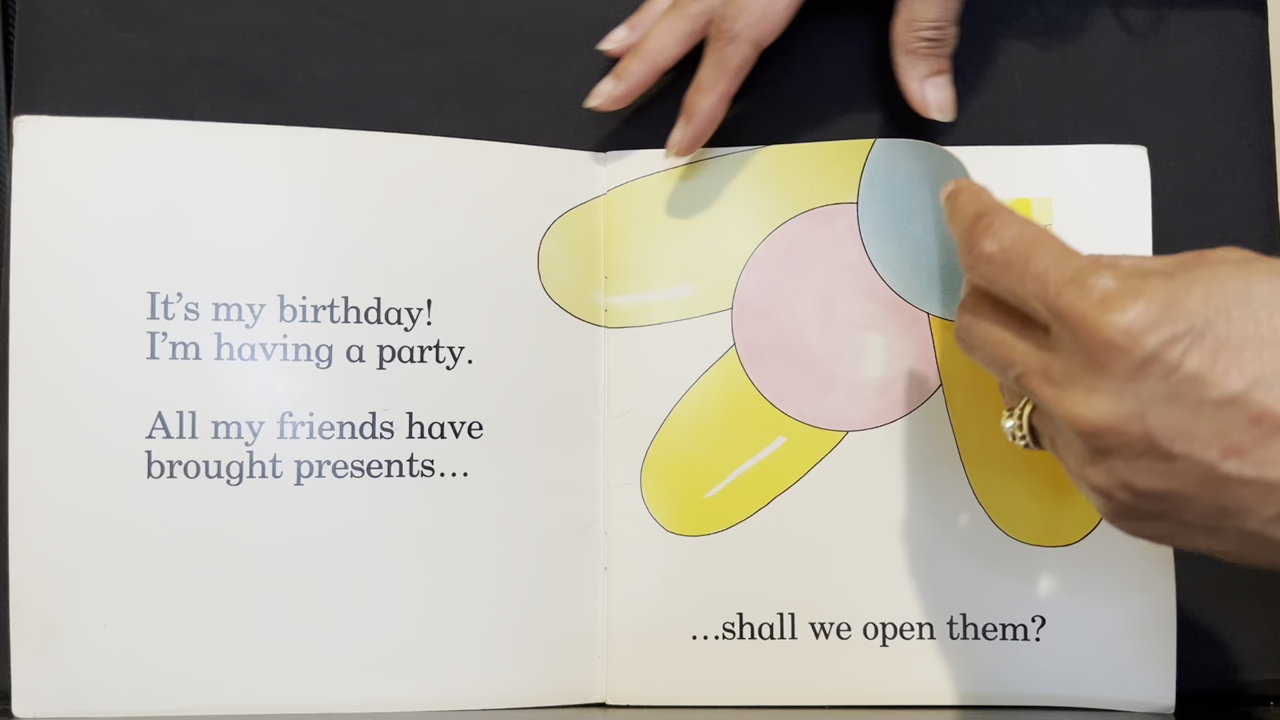 It's my birthday!
I'm having a party.
All my friends have
brought presents...
...shall we open them?